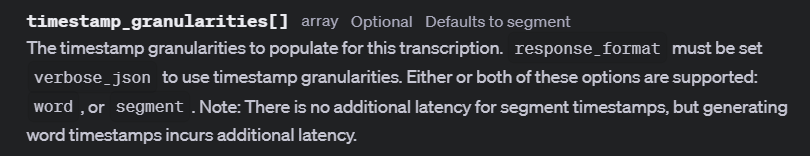 timestamp_granularities[] array Optional Defaults to segment
The timestamp granularities to populate for this transcription. response_format must be set
verbose_json to use timestamp granularities. Either or both of these options are supported:
word , or segment . Note: There is no additional latency for segment timestamps, but generating
word timestamps incurs additional latency.